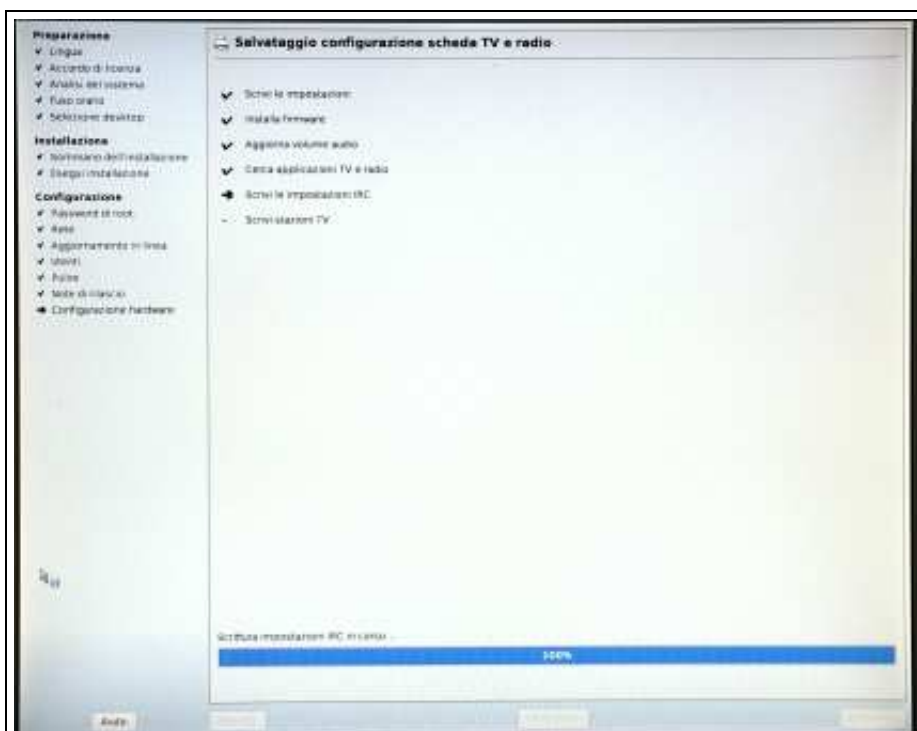 Preparazione
Lingua
Accordo di licenza
Analisi del sistema
Fuso orario
Selezione desktop
Installazione
Sommario dell'installazione
Esegui installazione
Configurazione
Password di root
Rete
Aggiornamento in linea
Utenti
Pulizia
Note di rilascio
Configurazione hardware
Salvataggio configurazione scheda TV e radio
Scrivi le impostazioni
Installa firmware
Aggiorna volume audio
Cerca applicazioni TV e radio
Scrivi le impostazioni IRC
Scrivi stazioni TV
Scrittura impostazioni IRC in corso...
100%
Aiuto